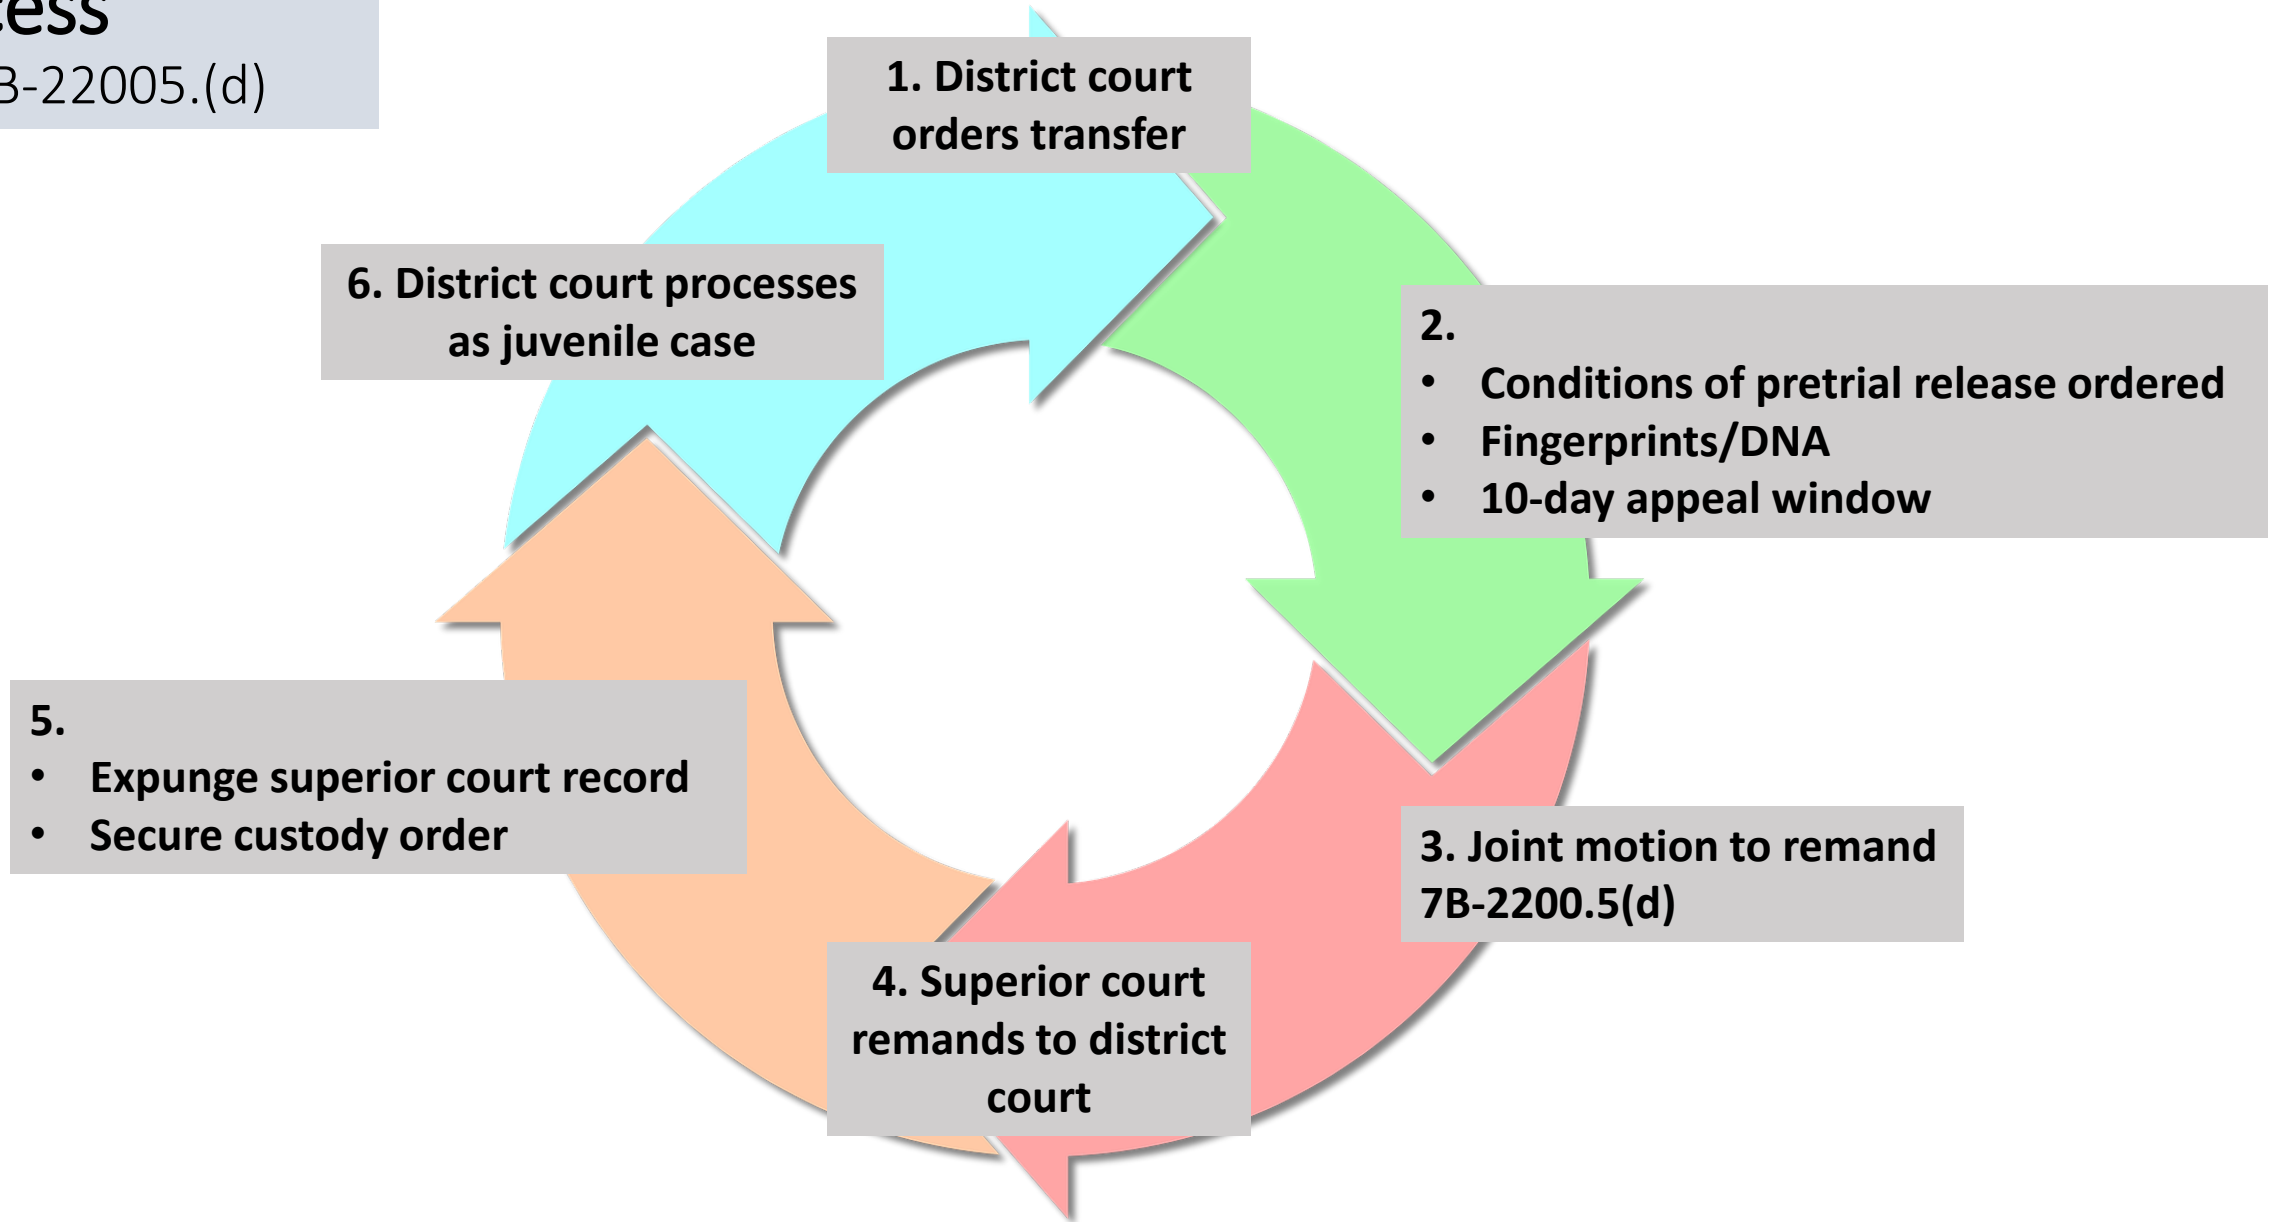 cess
B-22005.(d)
1. District court
orders transfer
2.
• Conditions of pretrial release ordered
• Fingerprints/DNA
• 10-day appeal window
3. Joint motion to remand
7B-2200.5(d)
4. Superior court
remands to district
court
5.
• Expunge superior court record
• Secure custody order
6. District court processes
as juvenile case